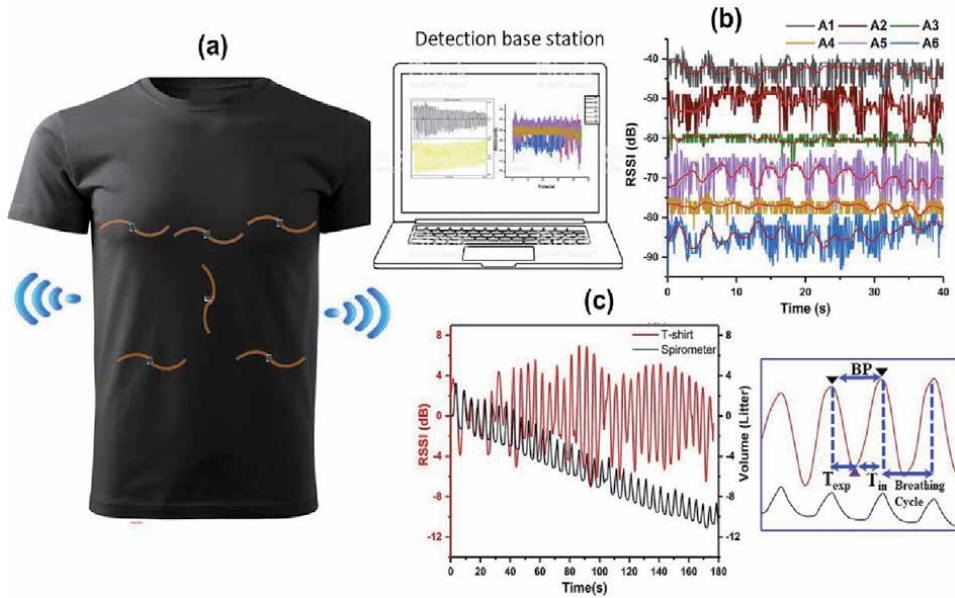 (a)
Detection base station
(b)
A1 A2 A3
A4 A5 A6
RSSI (dB)
-40
-50
-60
-70
-80
-90
0 10 20 30 40
Time (s)
(c)
T-shirt
Spirometer
RSSI (dB)
8
4
0
-4
-8
-12
Volume (Litter)
8
4
0
-4
-8
-12
0 20 40 60 80 100 120 140 160 180
Time(s)
BP
Texp
Tin
Breathing
Cycle